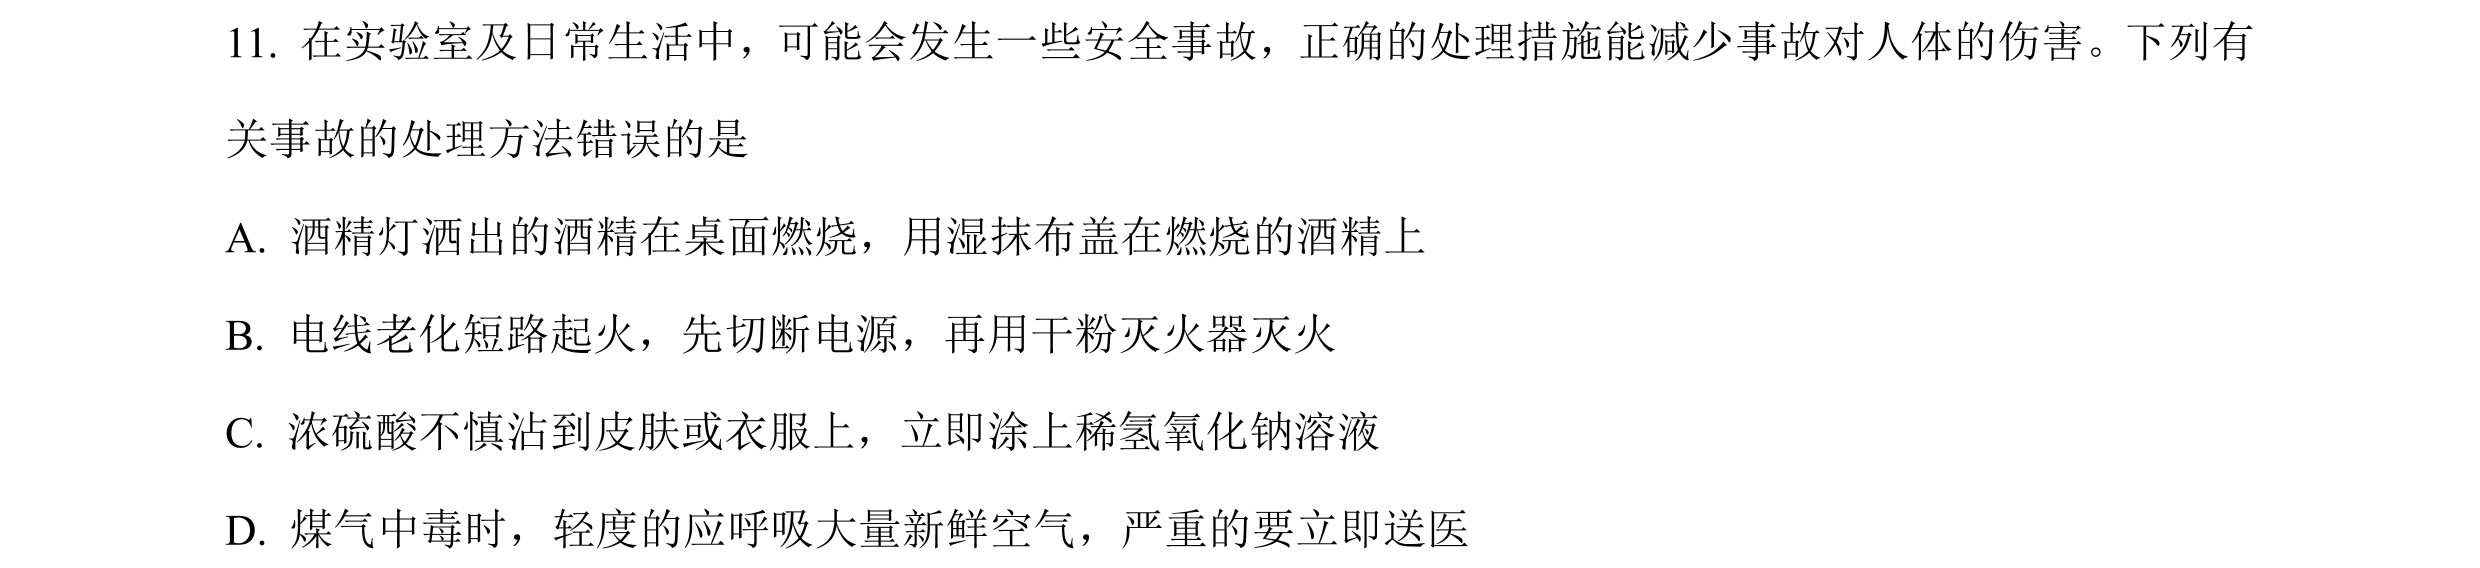 11. 在实验室及日常生活中，可能会发生一些安全事故，正确的处理措施能减少事故对人体的伤害。下列有
关事故的处理方法错误的是
A. 酒精灯洒出的酒精在桌面燃烧，用湿抹布盖在燃烧的酒精上
B. 电线老化短路起火，先切断电源，再用干粉灭火器灭火
C. 浓硫酸不慎沾到皮肤或衣服上，立即涂上稀氢氧化钠溶液
D. 煤气中毒时，轻度的应呼吸大量新鲜空气，严重的要立即送医